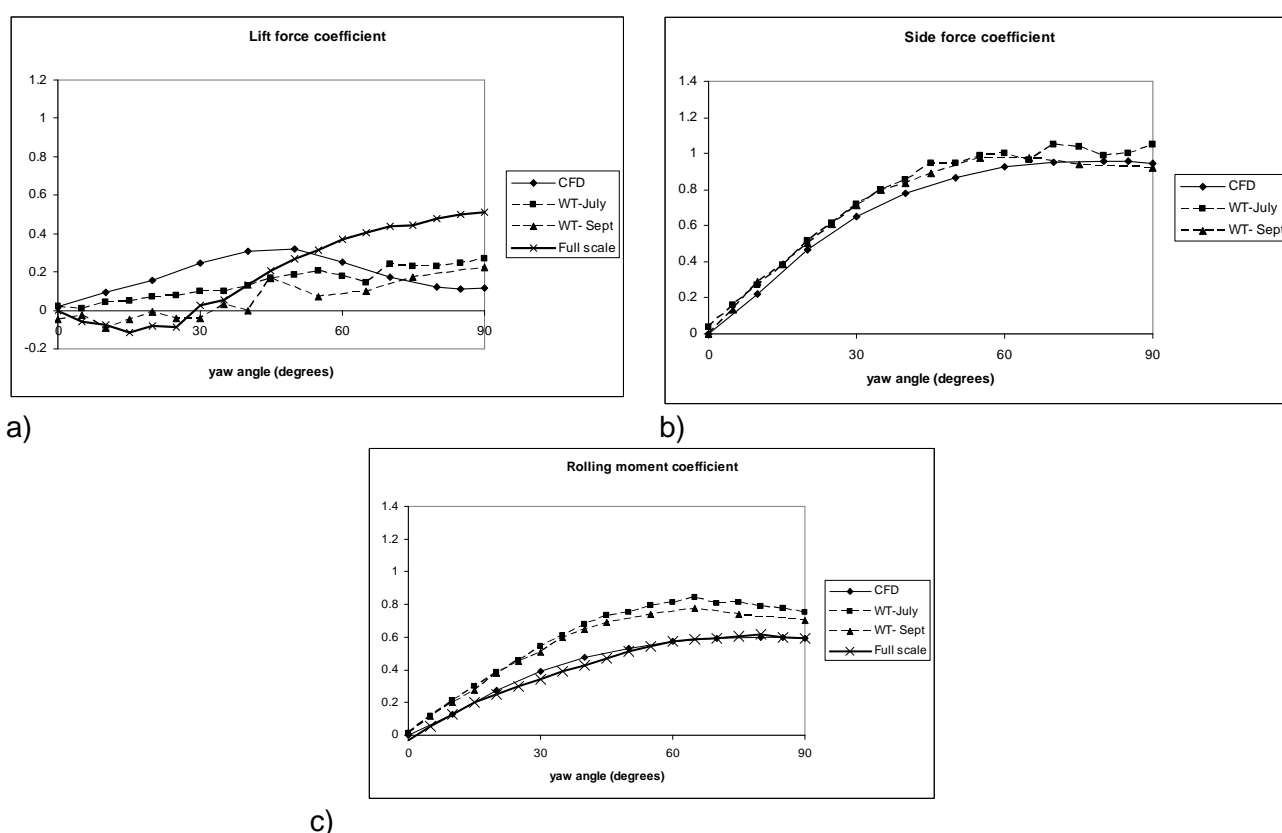 Lift force coefficient
1.2
1
0.8
0.6
0.4
0.2
0
-0.2
0 30 60 90
yaw angle (degrees)
CFD
WT-July
WT- Sept
Full scale
a)
Side force coefficient
1.4
1.2
1
0.8
0.6
0.4
0.2
0
0 30 60 90
yaw angle (degrees)
CFD
WT-July
WT- Sept
b)
Rolling moment coefficient
1.4
1.2
1
0.8
0.6
0.4
0.2
0
0 30 60 90
yaw angle (degrees)
CFD
WT-July
WT- Sept
Full scale
c)